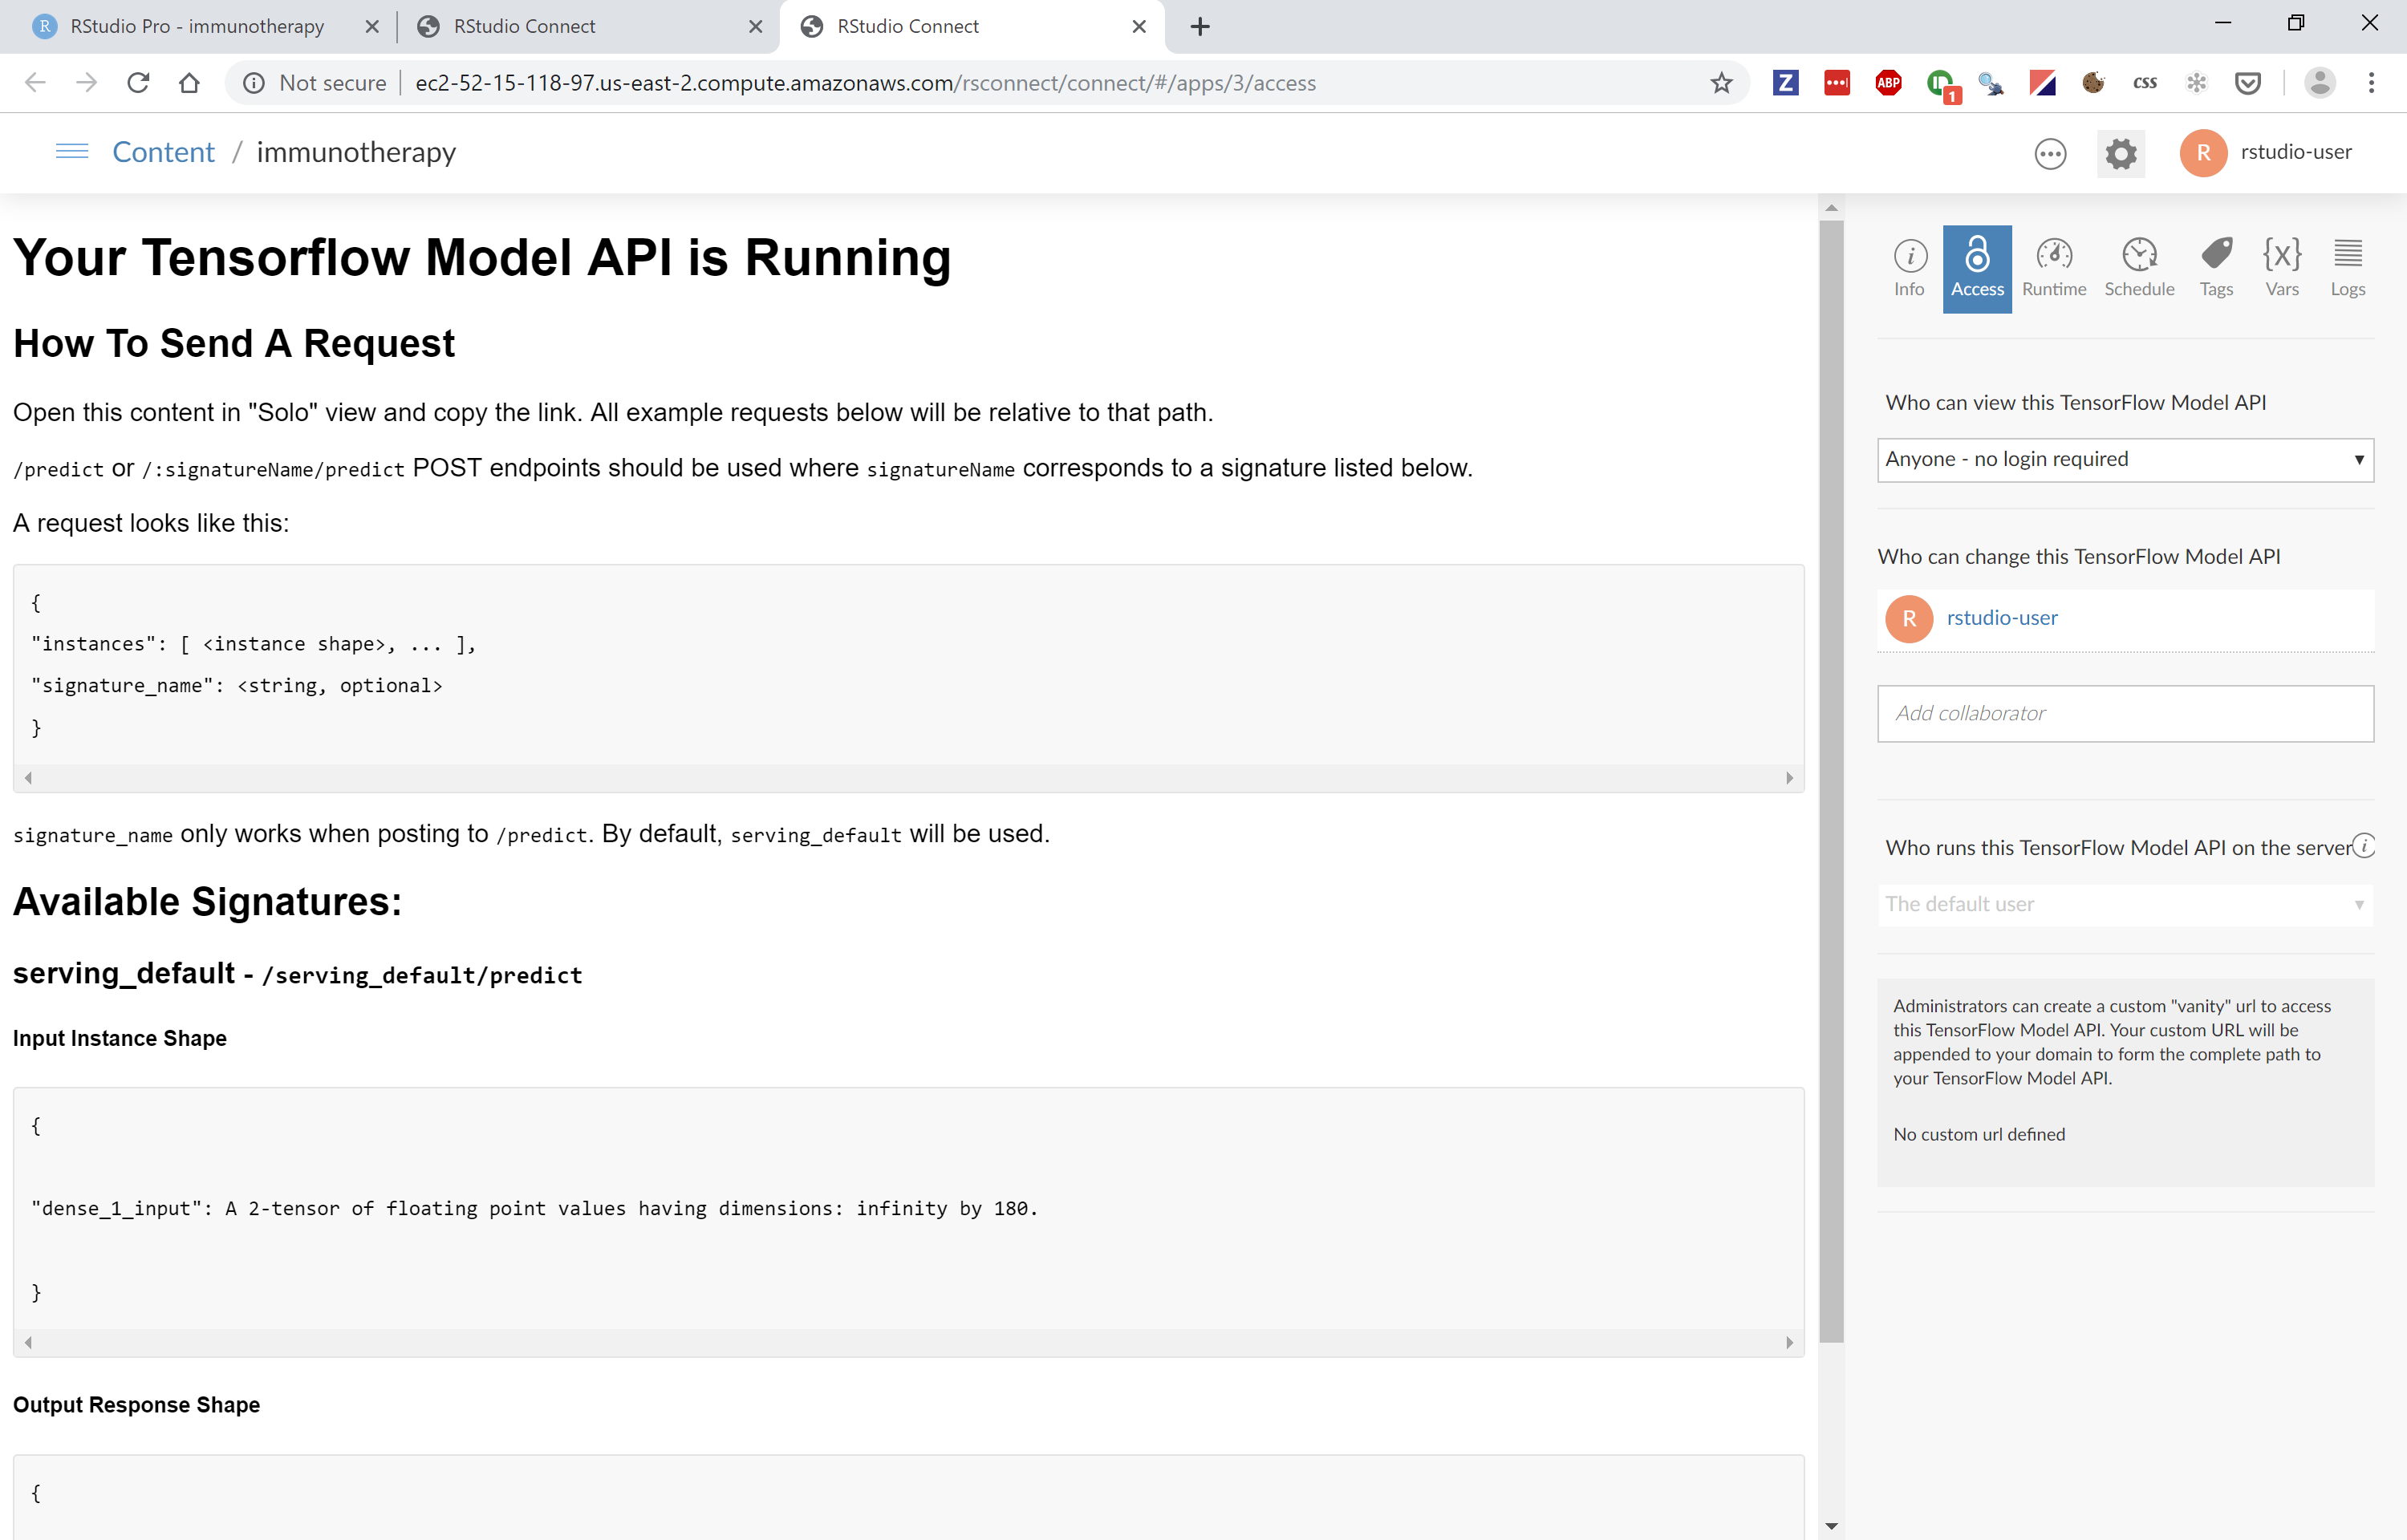 RStudio Pro - immunotherapy
RStudio Connect
RStudio Connect
Not secure
ec2-52-15-118-97.us-east-2.compute.amazonaws.com/rsconnect/connect/#/apps/3/access
Z
ABP
1
CSS
Content / immunotherapy
R rstudio-user
Your Tensorflow Model API is Running
How To Send A Request
Open this content in "Solo" view and copy the link. All example requests below will be relative to that path.
/predict or /:signatureName/predict POST endpoints should be used where signatureName corresponds to a signature listed below.
A request looks like this:
{
"instances": [ <instance shape>, ... ],
"signature_name": <string, optional>
}
signature_name only works when posting to /predict. By default, serving_default will be used.
Available Signatures:
serving_default - /serving_default/predict
Input Instance Shape
{
"dense_1_input": A 2-tensor of floating point values having dimensions: infinity by 180.
}
Output Response Shape
{
Info
Access
Runtime
Schedule
Tags
{x} Vars
Logs
Who can view this TensorFlow Model API
Anyone - no login required
Who can change this TensorFlow Model API
R rstudio-user
Add collaborator
Who runs this TensorFlow Model API on the server
The default user
Administrators can create a custom "vanity" url to access
this TensorFlow Model API. Your custom URL will be
appended to your domain to form the complete path to
your TensorFlow Model API.
No custom url defined